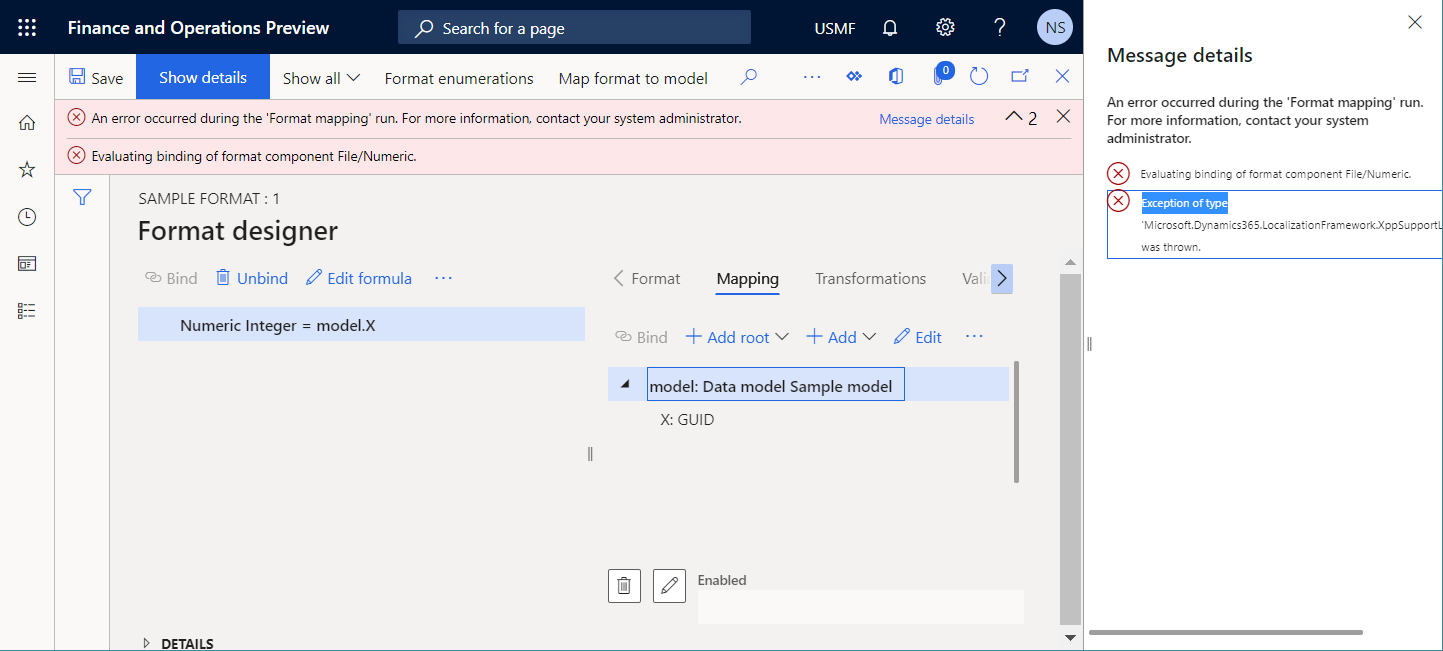 Finance and Operations Preview
Search for a page
USMF
?
NS
Save
Show details
Show all
Format enumerations
Map format to model
...
0
An error occurred during the 'Format mapping' run. For more information, contact your system administrator.
Message details
2
Evaluating binding of format component File/Numeric.
SAMPLE FORMAT : 1
Format designer
Bind
Unbind
Edit formula
...
Numeric Integer = model.X
Format
Mapping
Transformations
Vali
Bind
Add root
Add
Edit
...
model: Data model Sample model
X: GUID
Enabled
DETAILS
Message details
An error occurred during the 'Format mapping' run.
For more information, contact your system
administrator.
Evaluating binding of format component File/Numeric.
Exception of type
'Microsoft.Dynamics365.LocalizationFramework.XppSupportL
was thrown.